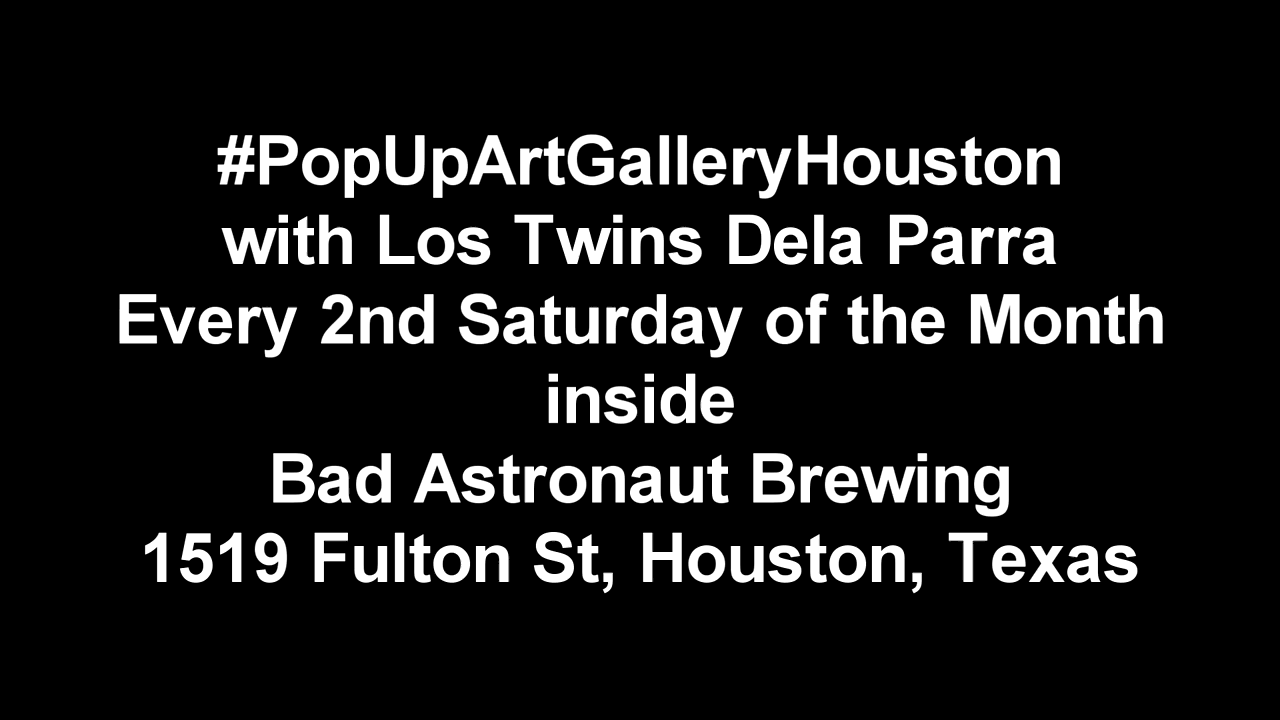 #PopUpArtGalleryHouston
with Los Twins Dela Parra
Every 2nd Saturday of the Month
inside
Bad Astronaut Brewing
1519 Fulton St, Houston, Texas